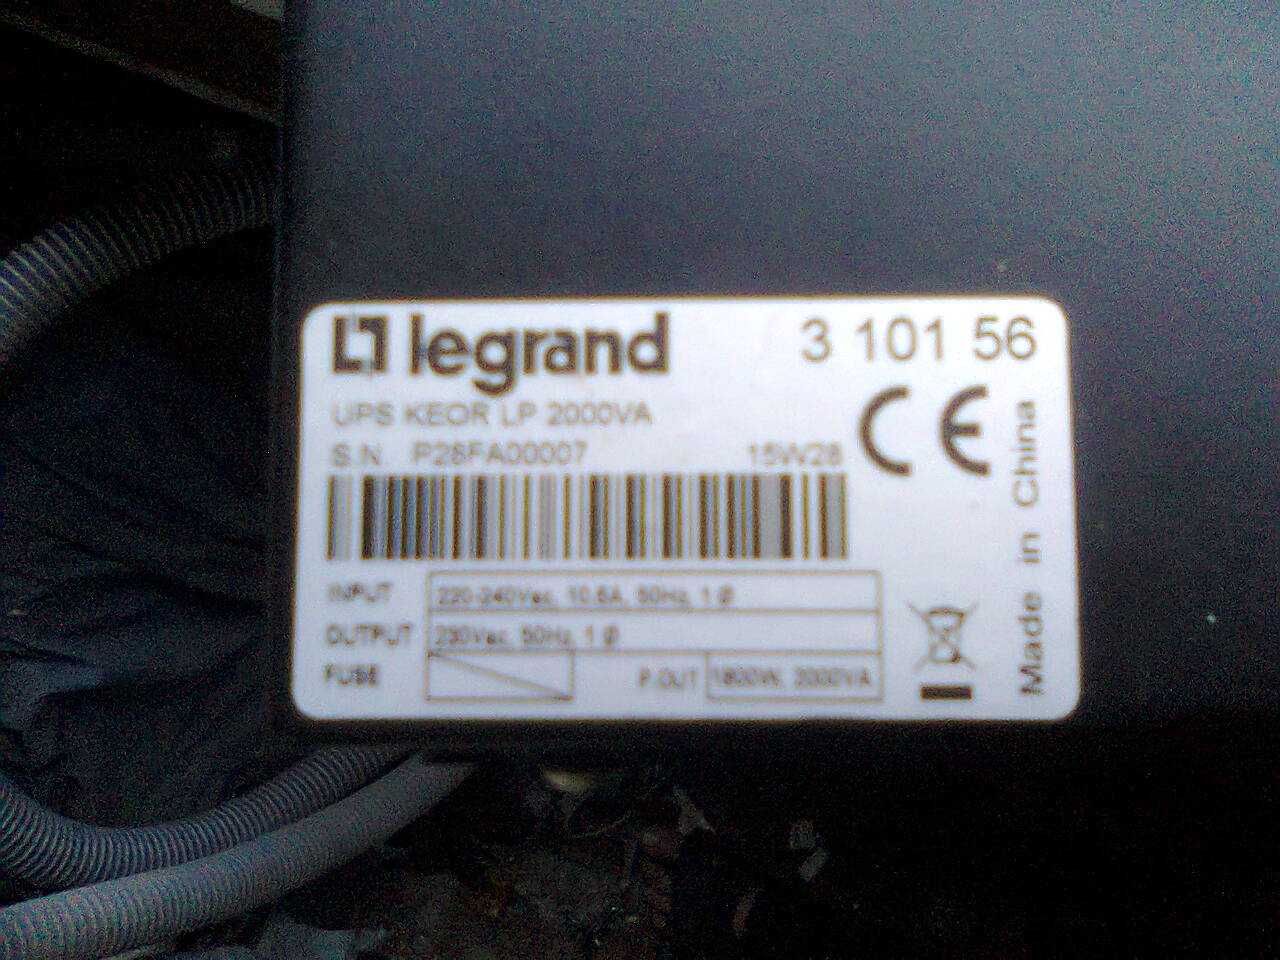 legrand
3 101 56
UPS KEOR LP 2000VA
S.N. P28FA00007 15W28
CE
Made in China
INPUT 220-240Vac, 10.6A, 50Hz, 1 Ø
OUTPUT 230Vac, 50Hz, 1 Ø
FUSE
P.OUT 1800W, 2000VA